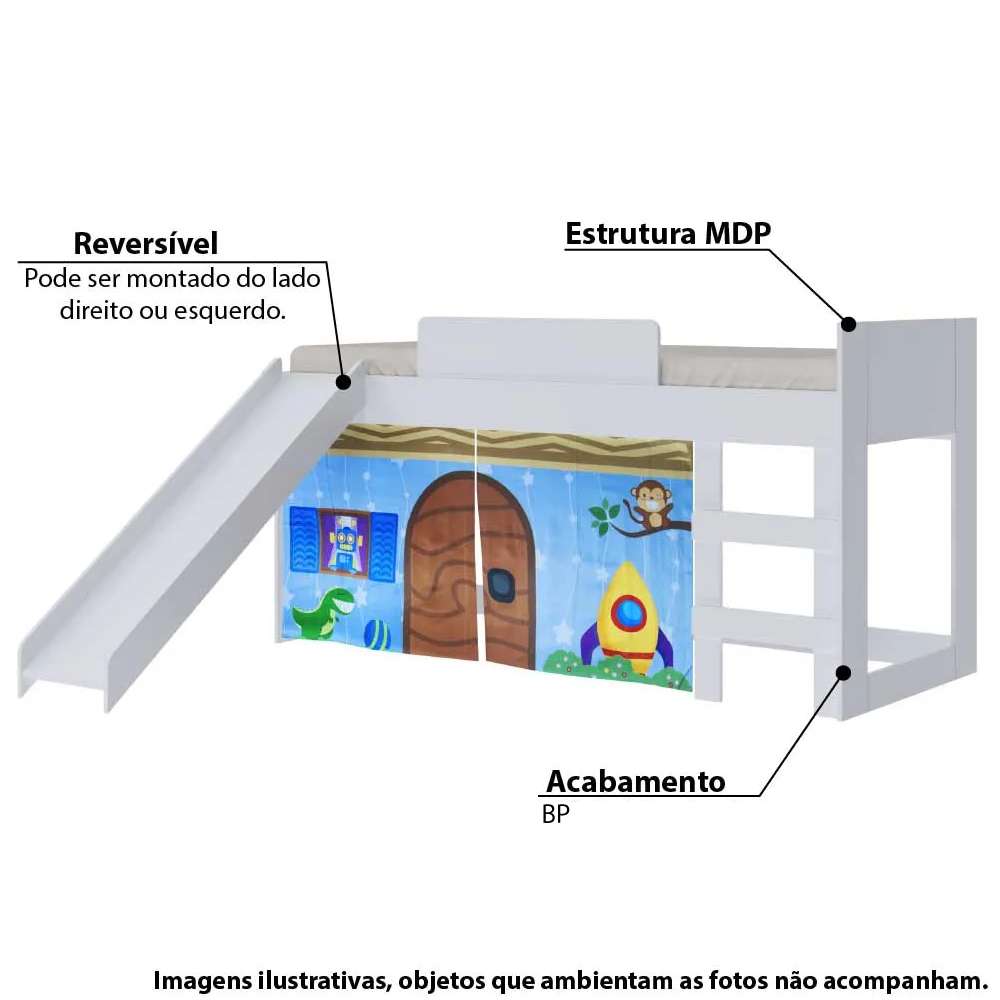 Reversível
Pode ser montado do lado
direito ou esquerdo.
Estrutura MDP
Acabamento
BP
Imagens ilustrativas, objetos que ambientam as fotos não acompanham.